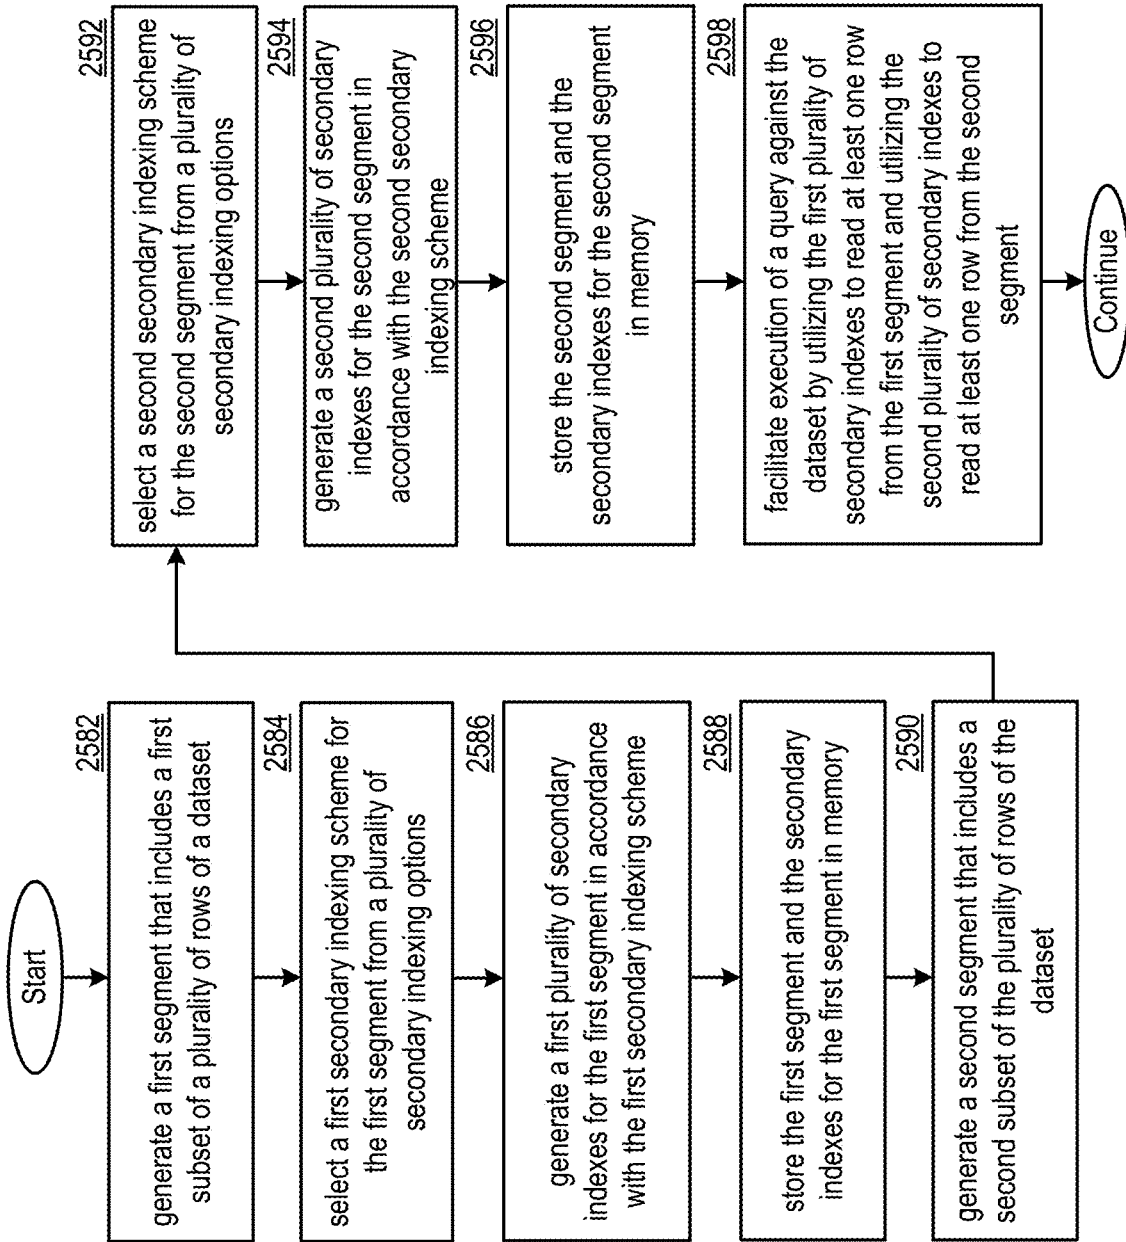 Start
2582
generate a first segment that includes a first
subset of a plurality of rows of a dataset
2584
select a first secondary indexing scheme for
the first segment from a plurality of
secondary indexing options
2586
generate a first plurality of secondary
indexes for the first segment in accordance
with the first secondary indexing scheme
2588
store the first segment and the secondary
indexes for the first segment in memory
2590
generate a second segment that includes a
second subset of the plurality of rows of the
dataset
2592
select a second secondary indexing scheme
for the second segment from a plurality of
secondary indexing options
2594
generate a second plurality of secondary
indexes for the second segment in
accordance with the second secondary
indexing scheme
2596
store the second segment and the
secondary indexes for the second segment
in memory
2598
facilitate execution of a query against the
dataset by utilizing the first plurality of
secondary indexes to read at least one row
from the first segment and utilizing the
second plurality of secondary indexes to
read at least one row from the second
segment
Continue